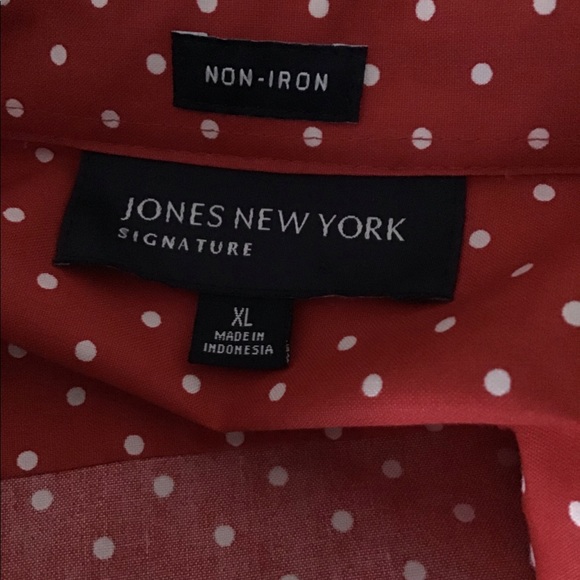 NON-IRON
JONES NEW YORK
SIGNATURE
XL
MADE IN
INDONESIA